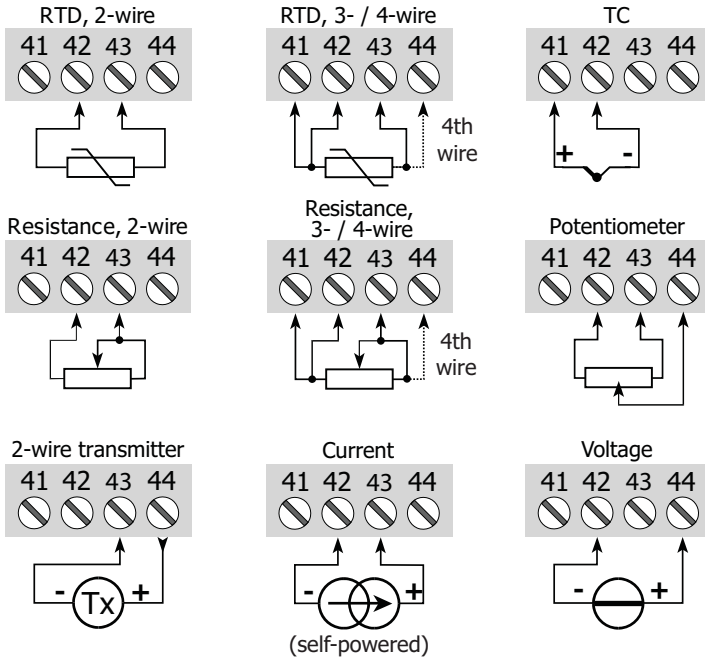 RTD, 2-wire
41 42 43 44
RTD, 3- / 4-wire
41 42 43 44
4th
wire
TC
41 42 43 44
+ -
Resistance, 2-wire
41 42 43 44
Resistance,
3- / 4-wire
41 42 43 44
4th
wire
Potentiometer
41 42 43 44
2-wire transmitter
41 42 43 44
- Tx +
Current
41 42 43 44
- +
(self-powered)
Voltage
41 42 43 44
- +